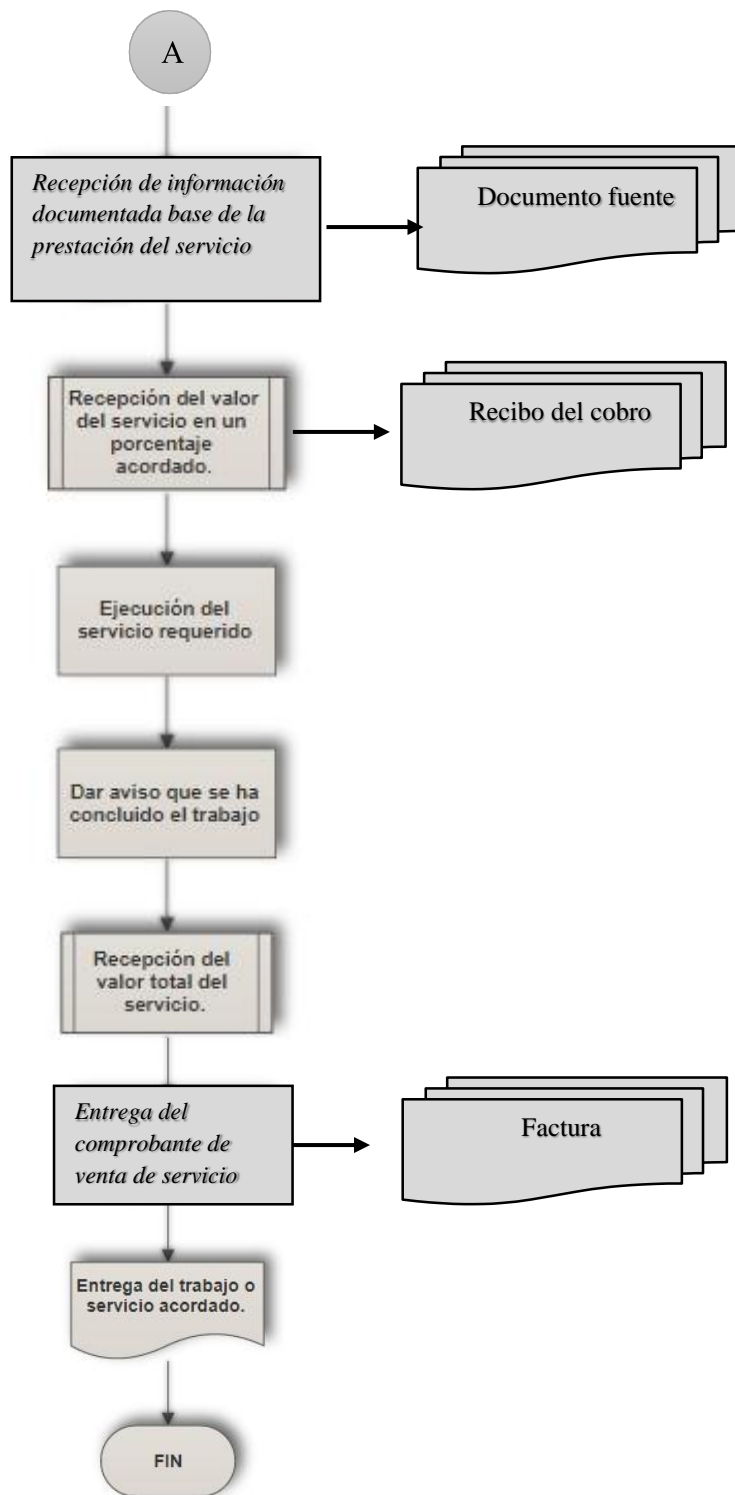 A
Recepción de información
documentada base de la
prestación del servicio
Documento fuente
Recepción del valor
del servicio en un
porcentaje
acordado.
Recibo del cobro
Ejecución del
servicio requerido
Dar aviso que se ha
concluido el trabajo
Recepción del
valor total del
servicio.
Entrega del
comprobante de
venta de servicio
Factura
Entrega del trabajo o
servicio acordado.
FIN